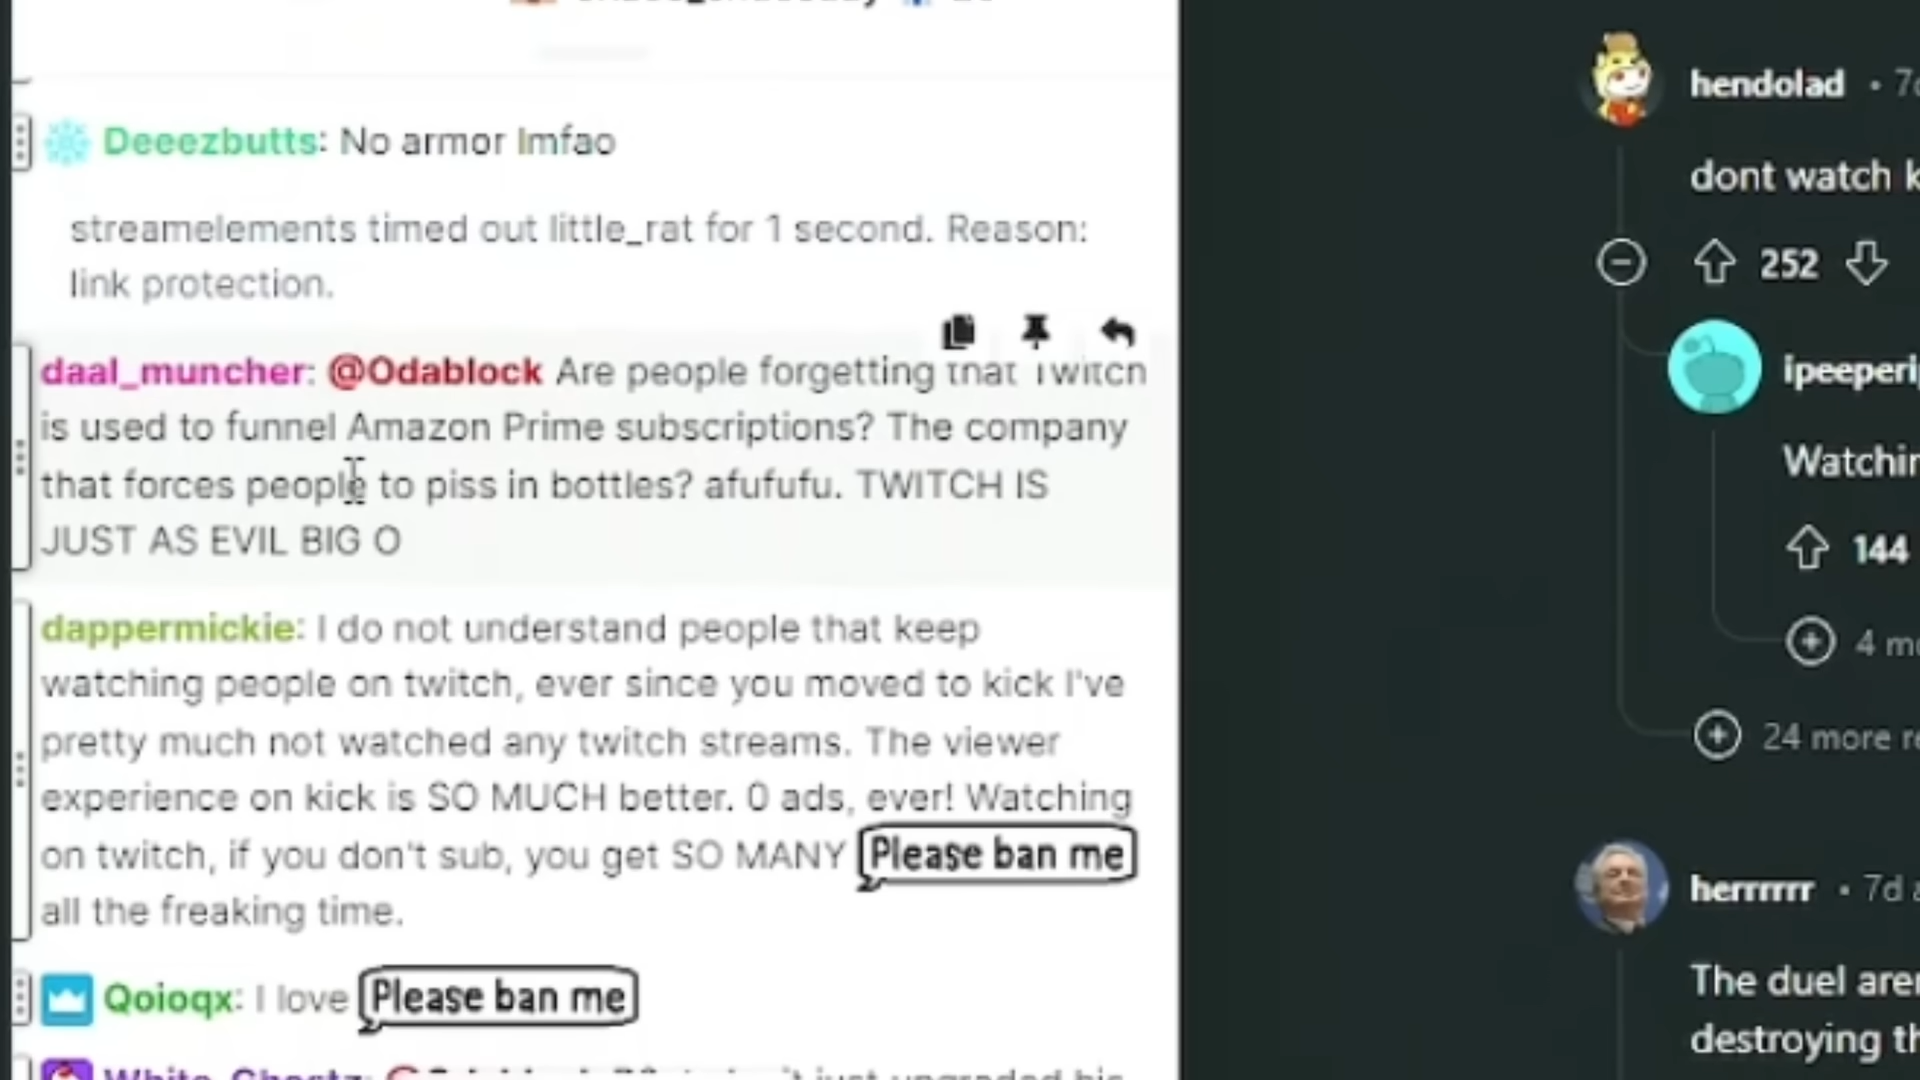 Deeezbutts: No armor lmfao
streamelements timed out little_rat for 1 second. Reason:
link protection.
daal_muncher: @Odablock Are people forgetting that Twitch
is used to funnel Amazon Prime subscriptions? The company
that forces people to piss in bottles? afufufu. TWITCH IS
JUST AS EVIL BIG O
dappermickie: I do not understand people that keep
watching people on twitch, ever since you moved to kick I've
pretty much not watched any twitch streams. The viewer
experience on kick is SO MUCH better. 0 ads, ever! Watching
on twitch, if you don't sub, you get SO MANY Please ban me
all the freaking time.
Qoioqx: I love Please ban me
just upgraded his
hendolad • 7d
dont watch k
252
ipeeperi
Watchin
144
4 mo
24 more re
herrrrrr • 7d a
The duel aren
destroying th